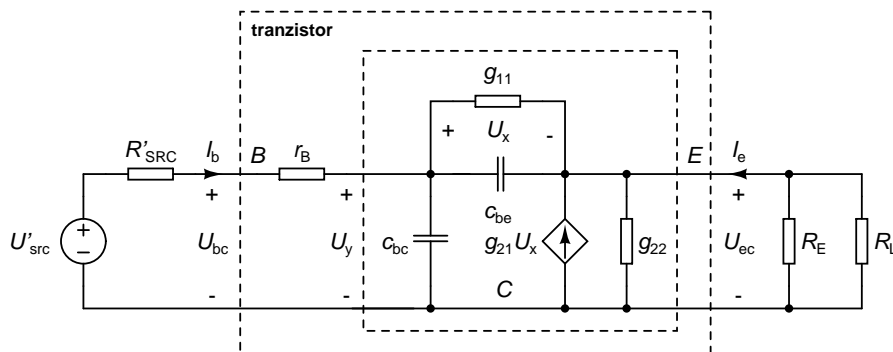 tranzistor
g11
+ Ux -
R'SRC Ib B rB E Ie
+ + cbe + 
U'src + − Ubc Uy cbc g21Ux g22 Uec RE RL
- - C -